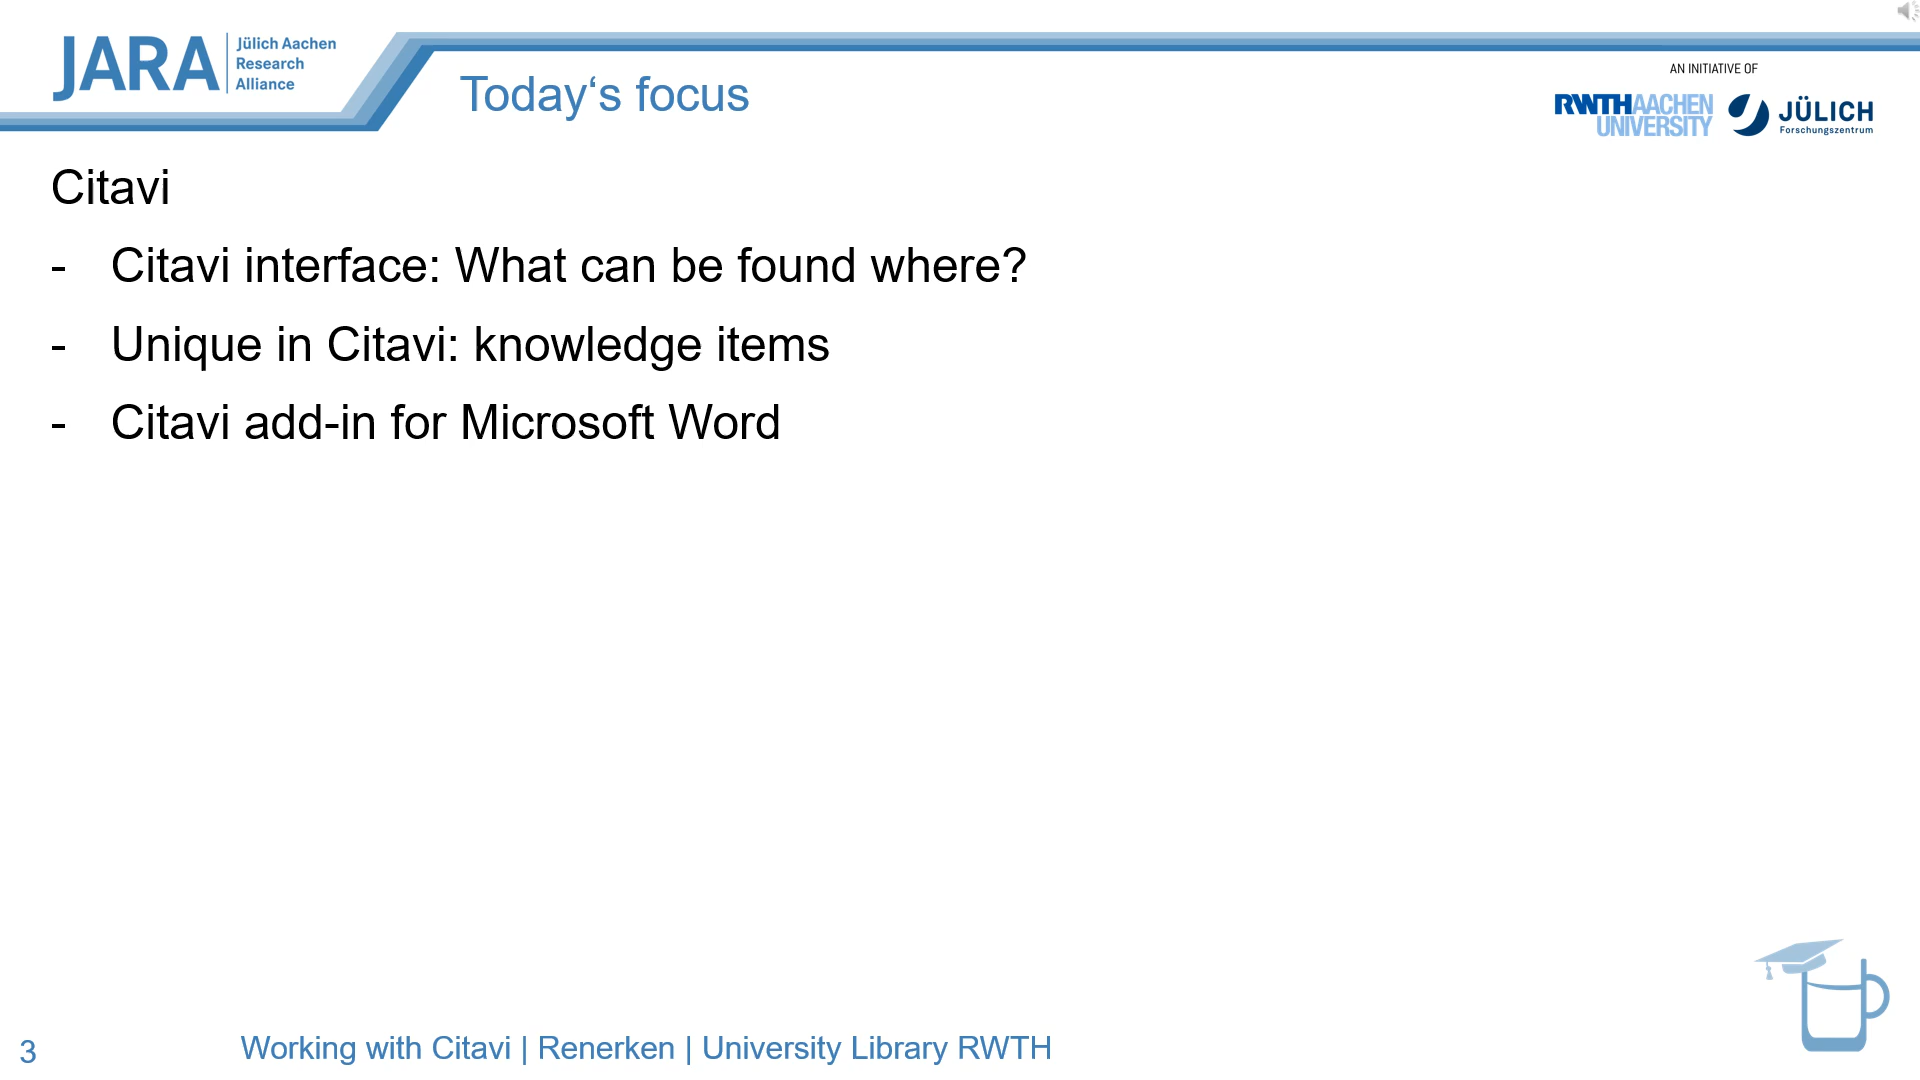 JARA
Jülich Aachen
Research
Alliance
Today‘s focus
AN INITIATIVE OF
RWTHAACHEN
UNIVERSITY
JÜLICH
Forschungszentrum
Citavi
- Citavi interface: What can be found where?
- Unique in Citavi: knowledge items
- Citavi add-in for Microsoft Word
3
Working with Citavi | Renerken | University Library RWTH